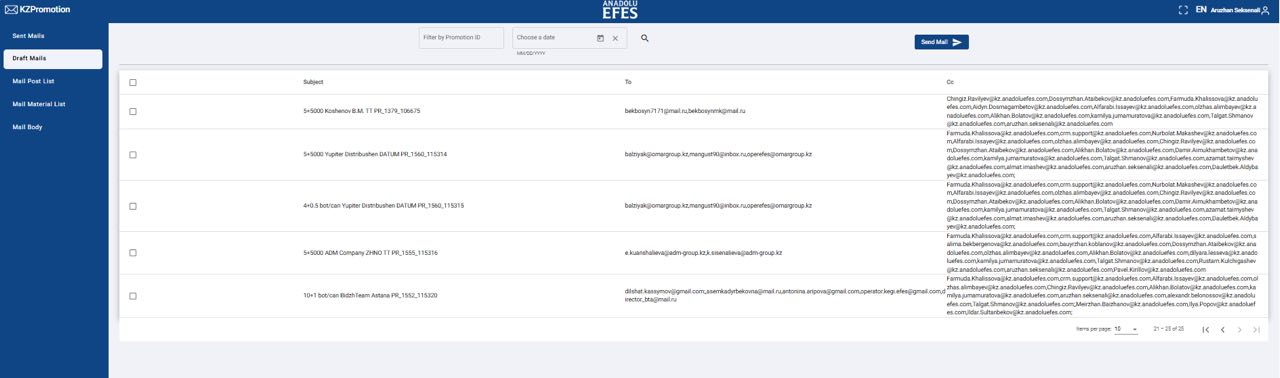 KZPromotion
ANADOLU
EFES
EN Aruzhan Seksenali
Sent Mails
Draft Mails
Mail Post List
Mail Material List
Mail Body
Filter by Promotion ID
Choose a date
MM/DD/YYYY
Send Mail
Subject To Cc
5+5000 Koshenov B.M. TT PR_1379_106675
bekbosyn7171@mail.ru,bekbosynmk@mail.ru
Chingiz.Ravilyev@kz.anadoluefes.com,Dossymzhan.Ataibekov@kz.anadoluefes.com,Farmuda.Khalissova@kz.anadolu
efes.com,Aidyn.Dosmagambetov@kz.anadoluefes.com,Alfarabi.Issayev@kz.anadoluefes.com,olzhas.alimbayev@kz.a
nadoluefes.com,Alikhan.Bolatov@kz.anadoluefes.com,kamilya.jumamuratova@kz.anadoluefes.com,Talgat.Shmanov
@kz.anadoluefes.com,aruzhan.seksenali@kz.anadoluefes.com
5+5000 Yupiter Distribushen DATUM PR_1560_115314
balziyak@omargroup.kz,mangust90@inbox.ru,operefes@omargroup.kz
Farmuda.Khalissova@kz.anadoluefes.com,crm.support@kz.anadoluefes.com,Nurbolat.Makashev@kz.anadoluefes.co
m,Alfarabi.Issayev@kz.anadoluefes.com,olzhas.alimbayev@kz.anadoluefes.com,Chingiz.Ravilyev@kz.anadoluefes.co
m,Dossymzhan.Ataibekov@kz.anadoluefes.com,Alikhan.Bolatov@kz.anadoluefes.com,Damir.Aimukhambetov@kz.ana
doluefes.com,kamilya.jumamuratova@kz.anadoluefes.com,Talgat.Shmanov@kz.anadoluefes.com,azamat.tairnyshev
@kz.anadoluefes.com,almat.imashev@kz.anadoluefes.com,aruzhan.seksenali@kz.anadoluefes.com,Dauletbek.Aldyba
yev@kz.anadoluefes.com;
4+0.5 bot/can Yupiter Distribushen DATUM PR_1560_115315
balziyak@omargroup.kz,mangust90@inbox.ru,operefes@omargroup.kz
Farmuda.Khalissova@kz.anadoluefes.com,crm.support@kz.anadoluefes.com,Nurbolat.Makashev@kz.anadoluefes.co
m,Alfarabi.Issayev@kz.anadoluefes.com,olzhas.alimbayev@kz.anadoluefes.com,Chingiz.Ravilyev@kz.anadoluefes.co
m,Dossymzhan.Ataibekov@kz.anadoluefes.com,Alikhan.Bolatov@kz.anadoluefes.com,Damir.Aimukhambetov@kz.ana
doluefes.com,kamilya.jumamuratova@kz.anadoluefes.com,Talgat.Shmanov@kz.anadoluefes.com,azamat.tairnyshev
@kz.anadoluefes.com,almat.imashev@kz.anadoluefes.com,aruzhan.seksenali@kz.anadoluefes.com,Dauletbek.Aldyba
yev@kz.anadoluefes.com;
5+5000 ADM Company ZHNO TT PR_1555_115316
e.kuanshalieva@adm-group.kz,k.sisenalieva@adm-group.kz
Farmuda.Khalissova@kz.anadoluefes.com,crm.support@kz.anadoluefes.com,Alfarabi.Issayev@kz.anadoluefes.com,s
alima.bekbergenova@kz.anadoluefes.com,bauyrzhan.koblanov@kz.anadoluefes.com,Dossymzhan.Ataibekov@kz.ana
doluefes.com,olzhas.alimbayev@kz.anadoluefes.com,Alikhan.Bolatov@kz.anadoluefes.com,dilyara.iesseva@kz.anado
luefes.com,kamilya.jumamuratova@kz.anadoluefes.com,Talgat.Shmanov@kz.anadoluefes.com,Rustam.Kulchigashev
@kz.anadoluefes.com,aruzhan.seksenali@kz.anadoluefes.com,Pavel.Kirillov@kz.anadoluefes.com
10+1 bot/can BidzhTeam Astana PR_1552_115320
dilshat.kassymov@gmail.com,asemkadyrbekovna@mail.ru,antonina.aripova@gmail.com,operator.kegi.efes@gmail.com,d
irector_bta@mail.ru
Farmuda.Khalissova@kz.anadoluefes.com,crm.support@kz.anadoluefes.com,Alfarabi.Issayev@kz.anadoluefes.com,ol
zhas.alimbayev@kz.anadoluefes.com,Chingiz.Ravilyev@kz.anadoluefes.com,Alikhan.Bolatov@kz.anadoluefes.com,ka
milya.jumamuratova@kz.anadoluefes.com,aruzhan.seksenali@kz.anadoluefes.com,alexandr.belonossov@kz.anadolu
efes.com,Talgat.Shmanov@kz.anadoluefes.com,Meirzhan.Baizhanov@kz.anadoluefes.com,Ilya.Popov@kz.anadoluef
es.com,Ildar.Sultanbekov@kz.anadoluefes.com;
Items per page: 10 21 – 25 of 25